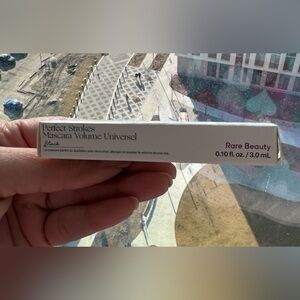 Perfect Strokes
Mascara Volume Universel
Black
Rare Beauty
0.10 fl. oz. / 3.0 mL